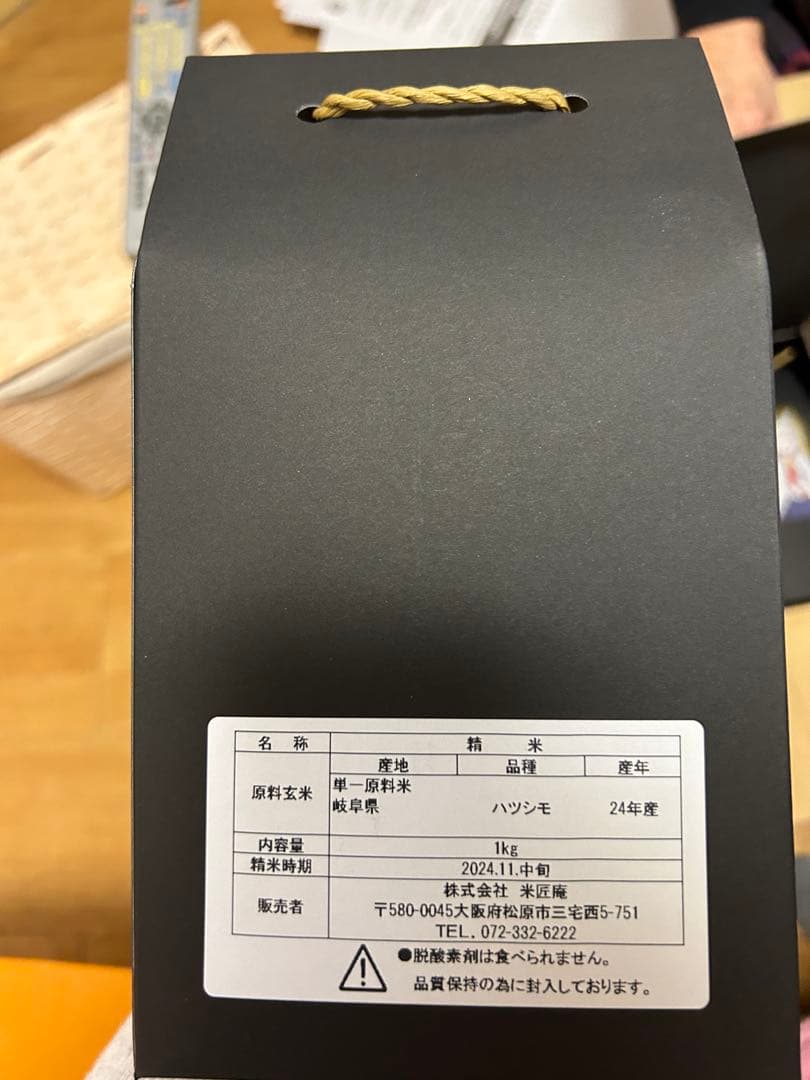 名 称 精 米
産地 品種 産年
原料玄米
単一原料米
岐阜県 ハツシモ 24年産
内容量 1kg
精米時期 2024.11.中旬
販売者
株式会社 米匠庵
〒580-0045大阪府松原市三宅西5-751
TEL. 072-332-6222
●脱酸素剤は食べられません。
品質保持の為に封入しております。